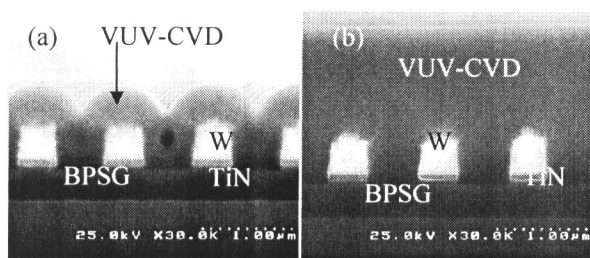 (a)
VUV-CVD
W
BPSG TiN
25.0kV X30.0K 1.00μm
(b)
VUV-CVD
W
TiN
BPSG
25.0kV X30.0K 1.00μm